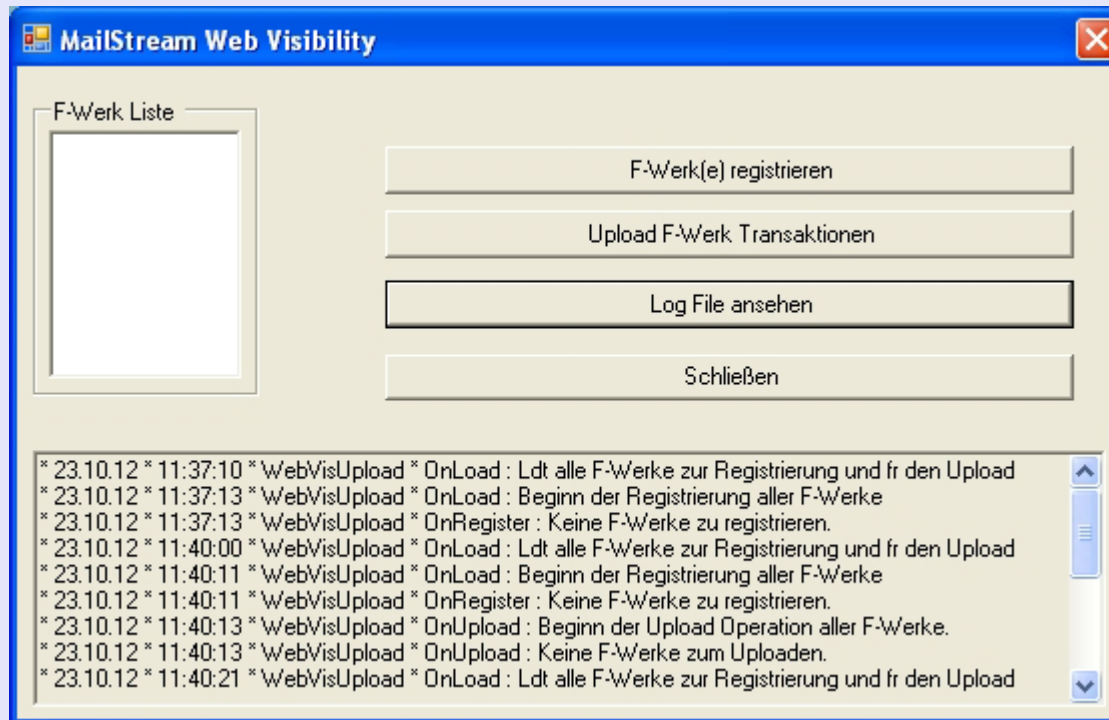 MailStream Web Visibility
F-Werk Liste
F-Werk(e) registrieren
Upload F-Werk Transaktionen
Log File ansehen
Schließen
* 23.10.12 * 11:37:10 * WebVisUpload * OnLoad : Ldt alle F-Werke zur Registrierung und fr den Upload
* 23.10.12 * 11:37:13 * WebVisUpload * OnLoad : Beginn der Registrierung aller F-Werke
* 23.10.12 * 11:37:13 * WebVisUpload * OnRegister : Keine F-Werke zu registrieren.
* 23.10.12 * 11:40:00 * WebVisUpload * OnLoad : Ldt alle F-Werke zur Registrierung und fr den Upload
* 23.10.12 * 11:40:11 * WebVisUpload * OnLoad : Beginn der Registrierung aller F-Werke
* 23.10.12 * 11:40:11 * WebVisUpload * OnRegister : Keine F-Werke zu registrieren.
* 23.10.12 * 11:40:13 * WebVisUpload * OnUpload : Beginn der Upload Operation aller F-Werke.
* 23.10.12 * 11:40:13 * WebVisUpload * OnUpload : Keine F-Werke zum Uploaden.
* 23.10.12 * 11:40:21 * WebVisUpload * OnLoad : Ldt alle F-Werke zur Registrierung und fr den Upload